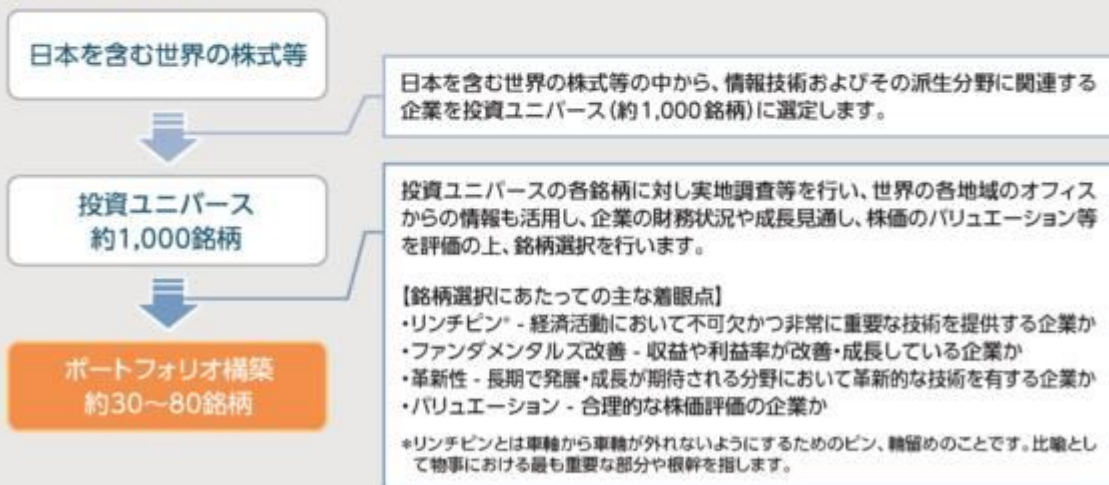 日本を含む世界の株式等
日本を含む世界の株式等の中から、情報技術およびその派生分野に関連する
企業を投資ユニバース（約1,000銘柄）に選定します。
投資ユニバース
約1,000銘柄
投資ユニバースの各銘柄に対し実地調査等を行い、世界の各地域のオフィス
からの情報も活用し、企業の財務状況や成長見通し、株価のバリュエーション等
を評価の上、銘柄選択を行います。
【銘柄選択にあたっての主な着眼点】
・リンチピン* - 経済活動において不可欠かつ非常に重要な技術を提供する企業か
・ファンダメンタルズ改善 - 収益や利益率が改善・成長している企業か
・革新性 - 長期で発展・成長が期待される分野において革新的な技術を有する企業か
・バリュエーション - 合理的な株価評価の企業か
*リンチピンとは車輪から車輪が外れないようにするためのピン、輪留めのことです。比喩とし
て物事における最も重要な部分や根幹を指します。
ポートフォリオ構築
約30～80銘柄